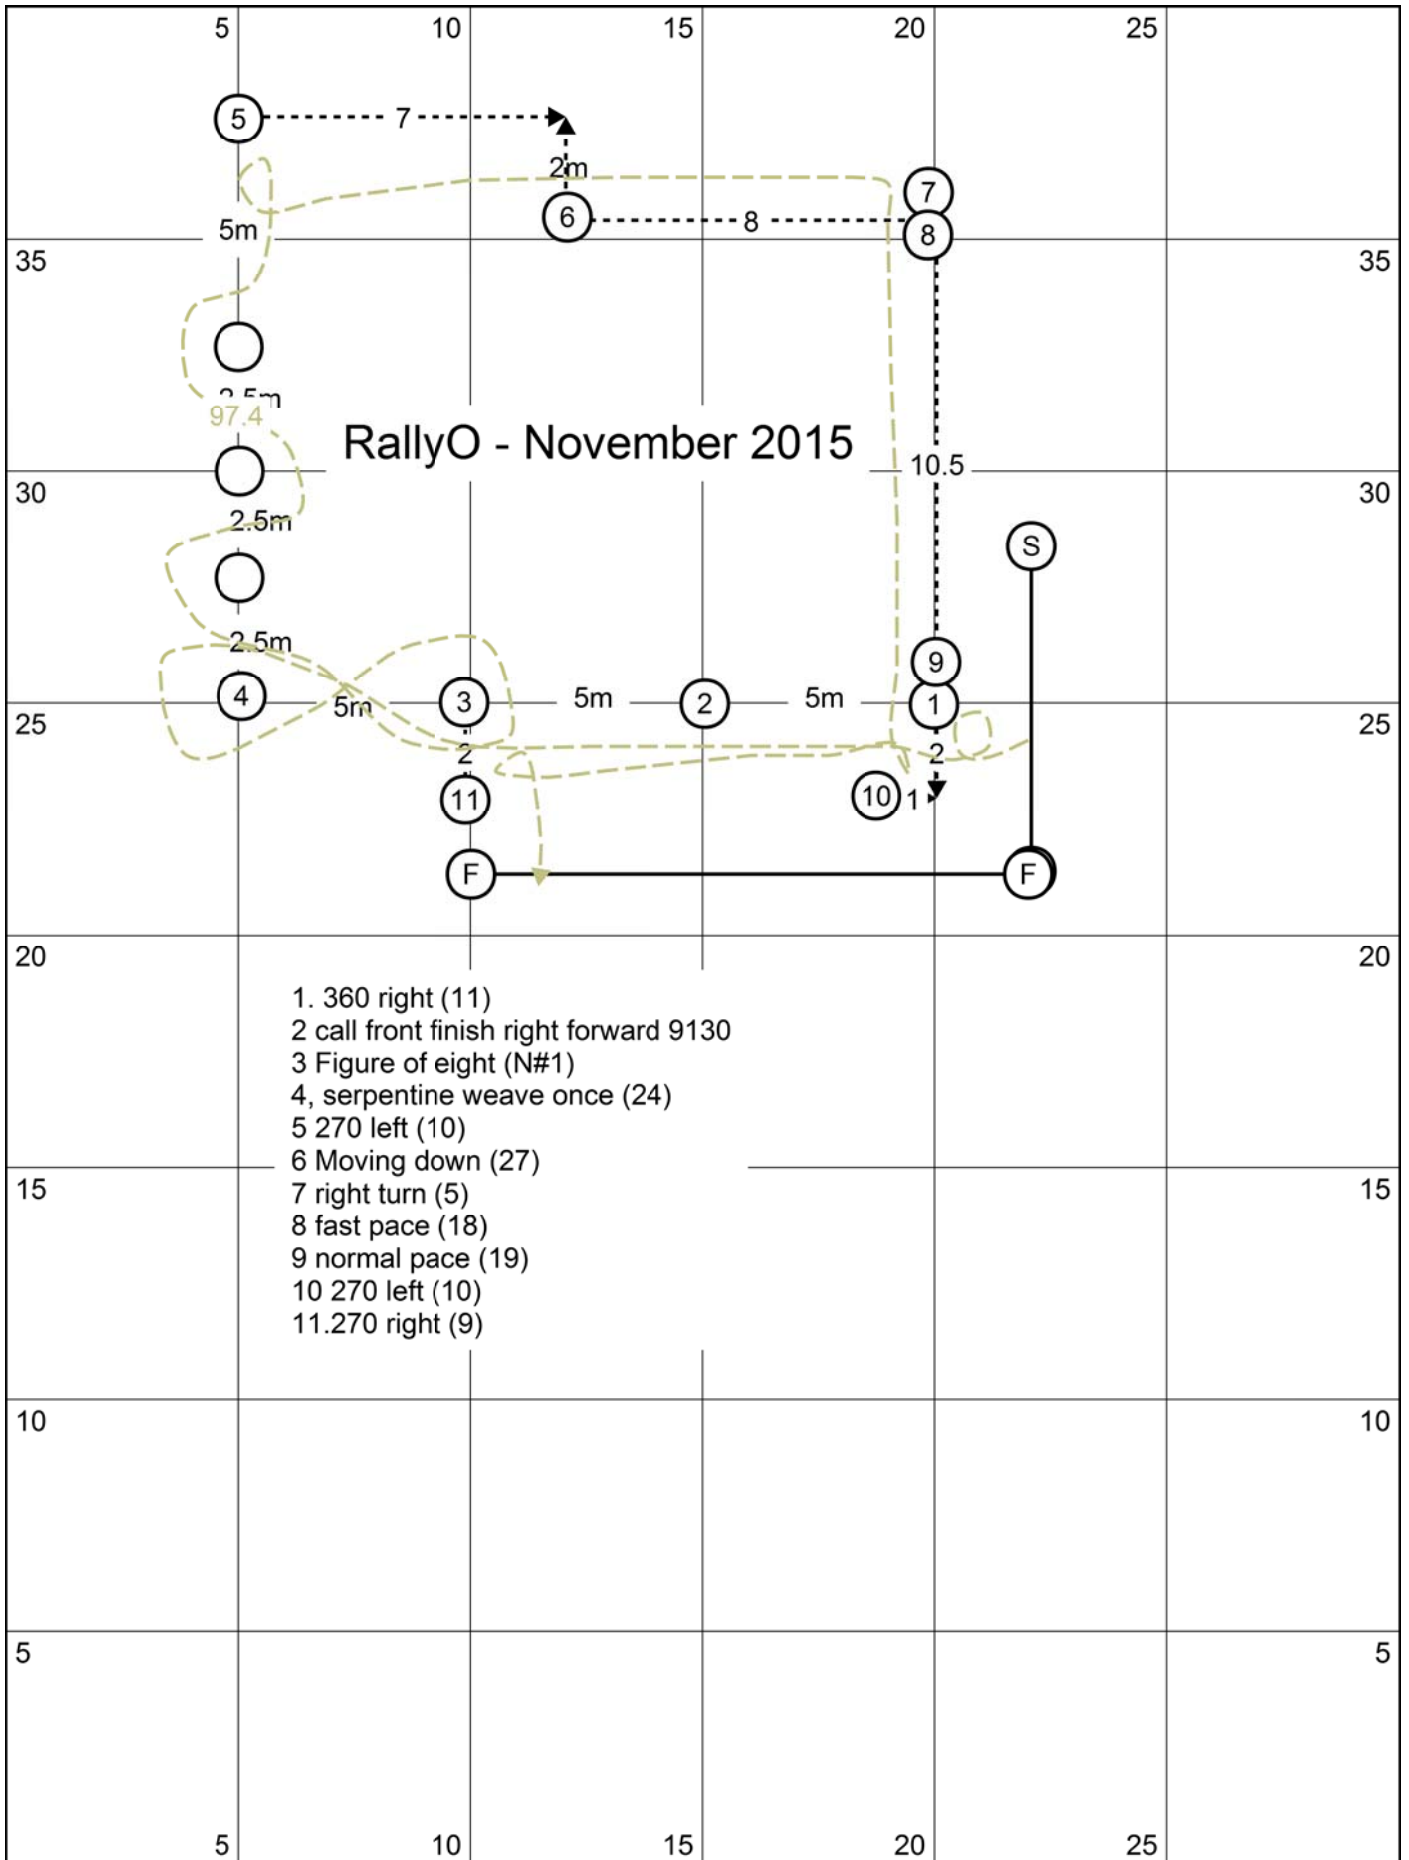 5 10 15 20 25
5 7
2m 7
6 8 8
5m
35 35
2.5m
97.4
RallyO - November 2015
10.5
30 30
2.5m S
2.5m 9
4 5m 3 5m 2 5m 1
25 25
2 2
11 10 1
F F
20 20
1. 360 right (11)
2 call front finish right forward 9130
3 Figure of eight (N#1)
4, serpentine weave once (24)
5 270 left (10)
6 Moving down (27)
7 right turn (5)
8 fast pace (18)
9 normal pace (19)
10 270 left (10)
11.270 right (9)
15 15
10 10
5 5
5 10 15 20 25